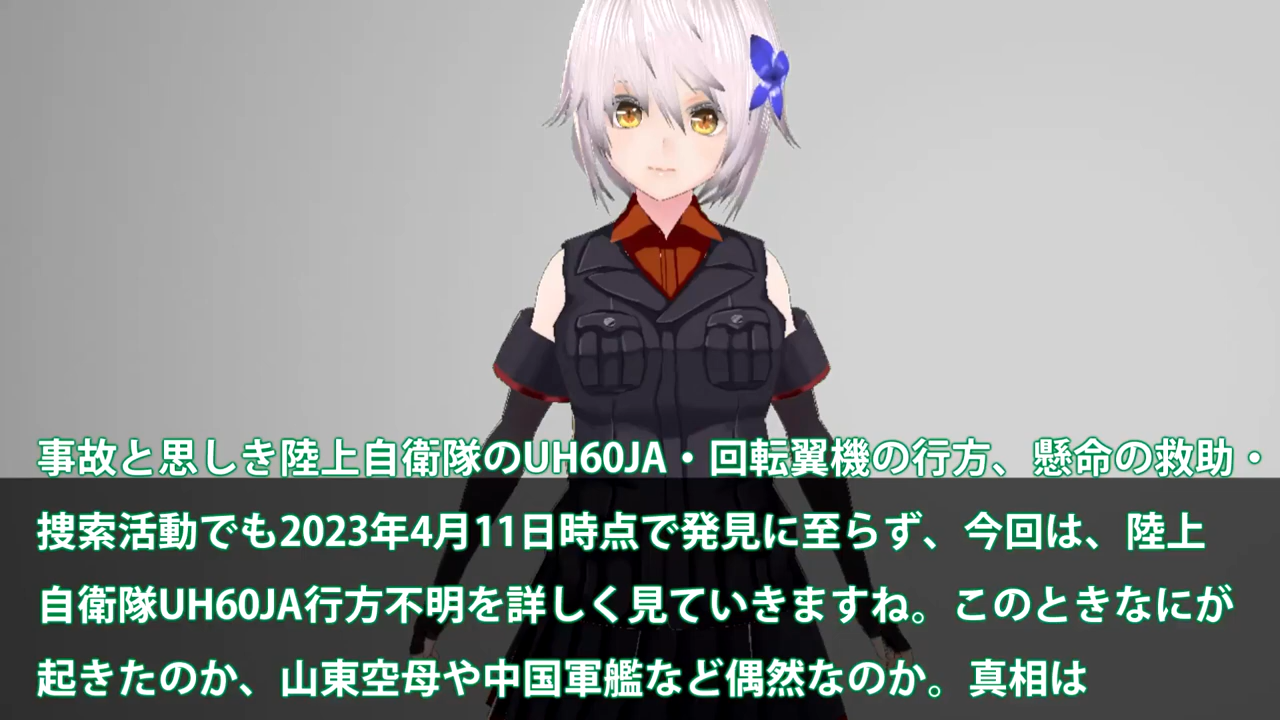 事故と思しき陸上自衛隊のUH60JA・回転翼機の行方、懸命の救助・
捜索活動でも2023年4月11日時点で発見に至らず、今回は、陸上
自衛隊UH60JA行方不明を詳しく見ていきますね。このときなにが
起きたのか、山東空母や中国軍艦など偶然なのか。真相は